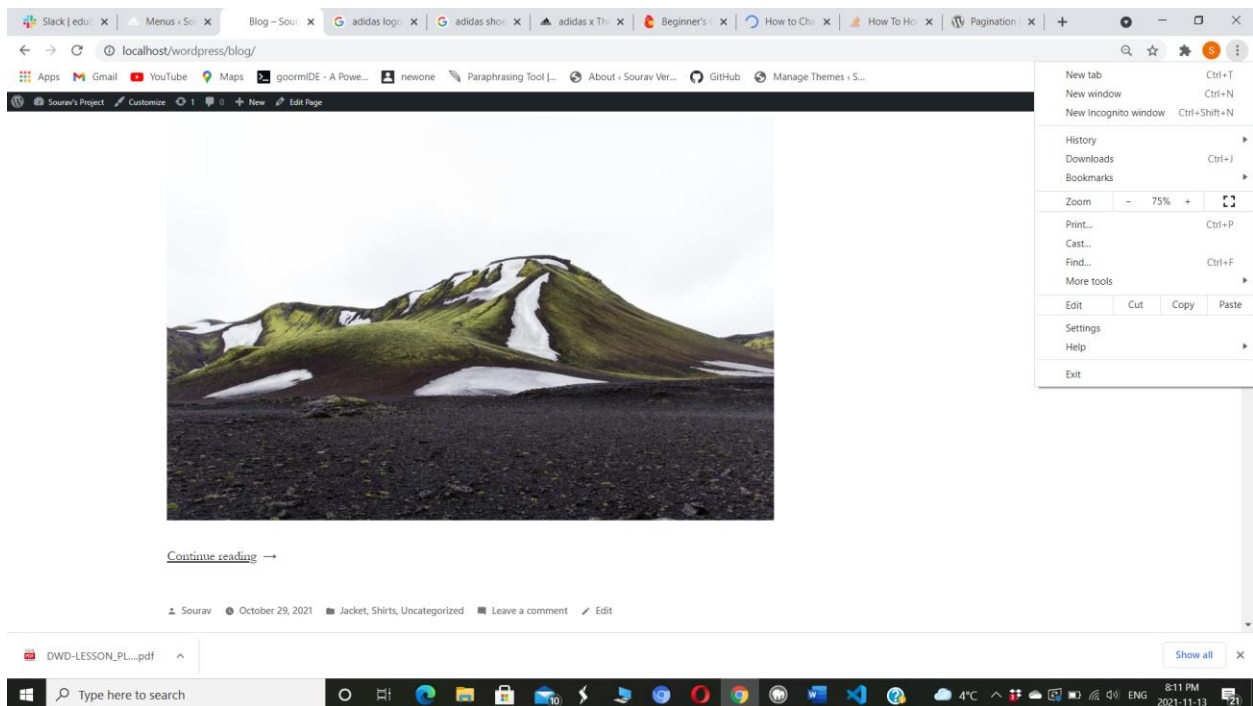 Slack | educ
Menus ‹ So
Blog – Sour
adidas logo
adidas shoe
adidas x Th
Beginner's
How to Cha
How To Ho
Pagination
localhost/wordpress/blog/
S
Apps
Gmail
YouTube
Maps
goormIDE - A Powe...
newone
Paraphrasing Tool |...
About ‹ Sourav Ver...
GitHub
Manage Themes ‹ S...
Sourav's Project
Customize
1
0
New
Edit Page
New tab Ctrl+T
New window Ctrl+N
New Incognito window Ctrl+Shift+N
History
Downloads Ctrl+J
Bookmarks
Zoom - 75% +
Print... Ctrl+P
Cast...
Find... Ctrl+F
More tools
Edit Cut Copy Paste
Settings
Help
Exit
Continue reading →
Sourav October 29, 2021 Jacket, Shirts, Uncategorized Leave a comment Edit
DWD-LESSON_PL....pdf
Show all
Type here to search
10
4°C
ENG
8:11 PM
2021-11-13
21